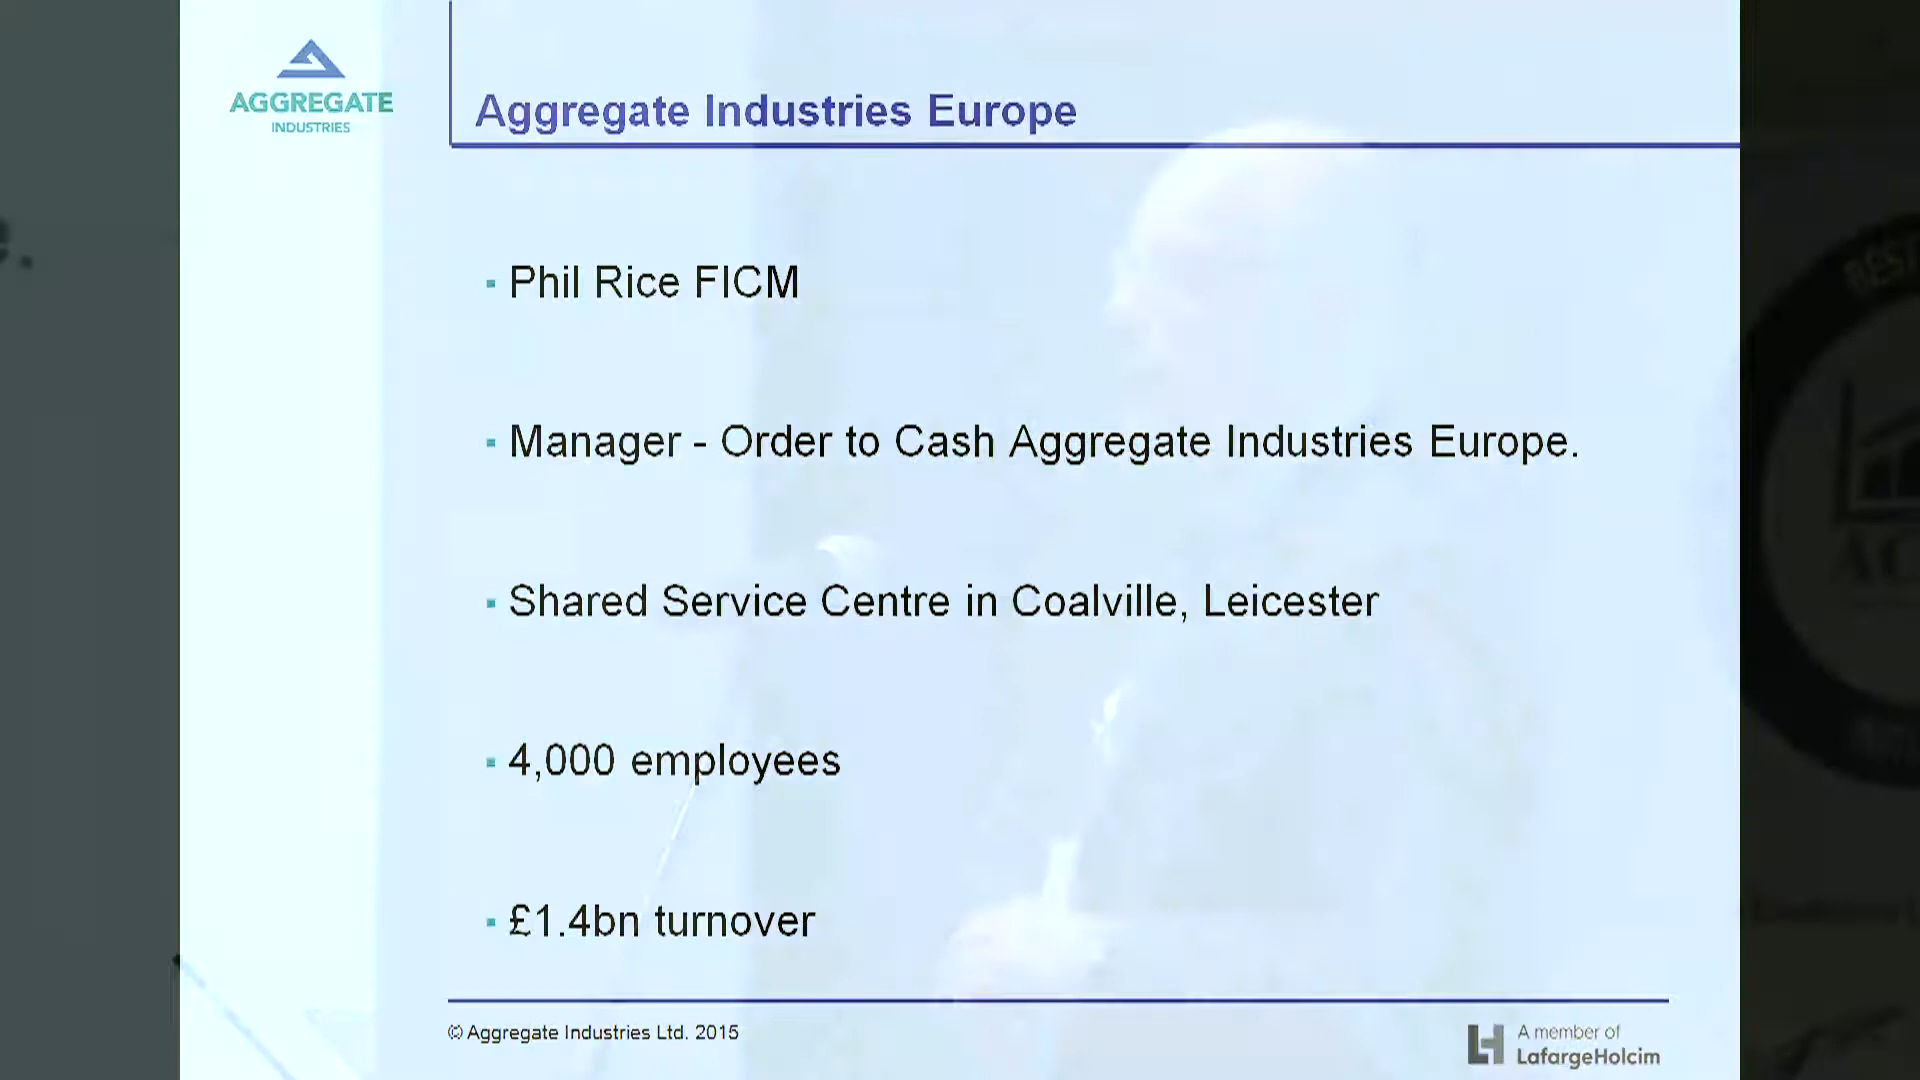 AGGREGATE
INDUSTRIES
Aggregate Industries Europe
Phil Rice FICM
Manager - Order to Cash Aggregate Industries Europe.
Shared Service Centre in Coalville, Leicester
4,000 employees
£1.4bn turnover
© Aggregate Industries Ltd. 2015
A member of
LafargeHolcim